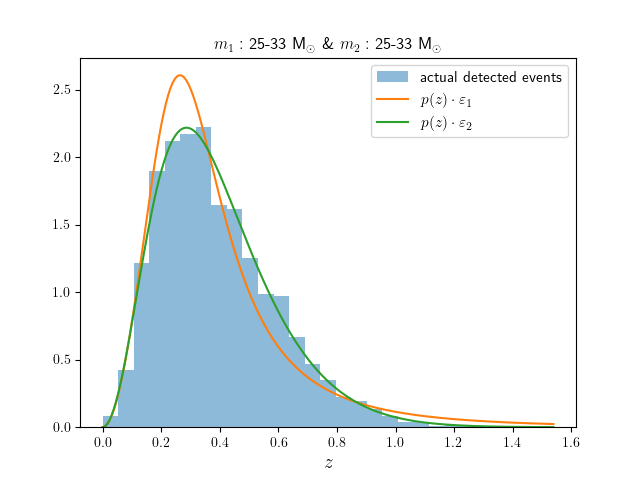 m₁ : 25-33 M☉ & m₂ : 25-33 M☉
actual detected events
p(z) · ε₁
p(z) · ε₂
2.5
2.0
1.5
1.0
0.5
0.0
0.0 0.2 0.4 0.6 0.8 1.0 1.2 1.4 1.6
z